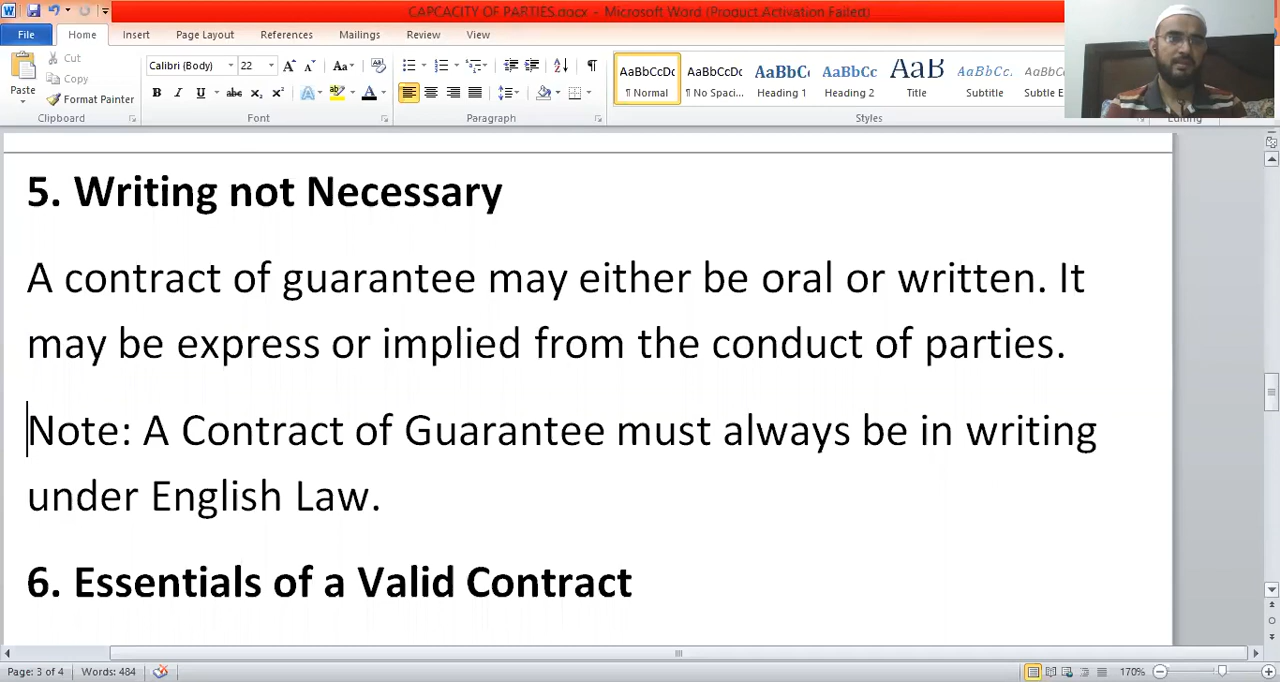 CAPCACITY OF PARTIES.docx - Microsoft Word (Product Activation Failed)
File Home Insert Page Layout References Mailings Review View
Paste
Cut
Copy
Format Painter
Clipboard
Calibri (Body) 22
Font
Paragraph
AaBbCcDc AaBbCcDc AaBbC AaBbCc AaB AaBbCc. AaBbCc
Normal No Spaci... Heading 1 Heading 2 Title Subtitle Subtle E
Styles
Editing
5. Writing not Necessary
A contract of guarantee may either be oral or written. It
may be express or implied from the conduct of parties.
Note: A Contract of Guarantee must always be in writing
under English Law.
6. Essentials of a Valid Contract
Page: 3 of 4 Words: 484 170%